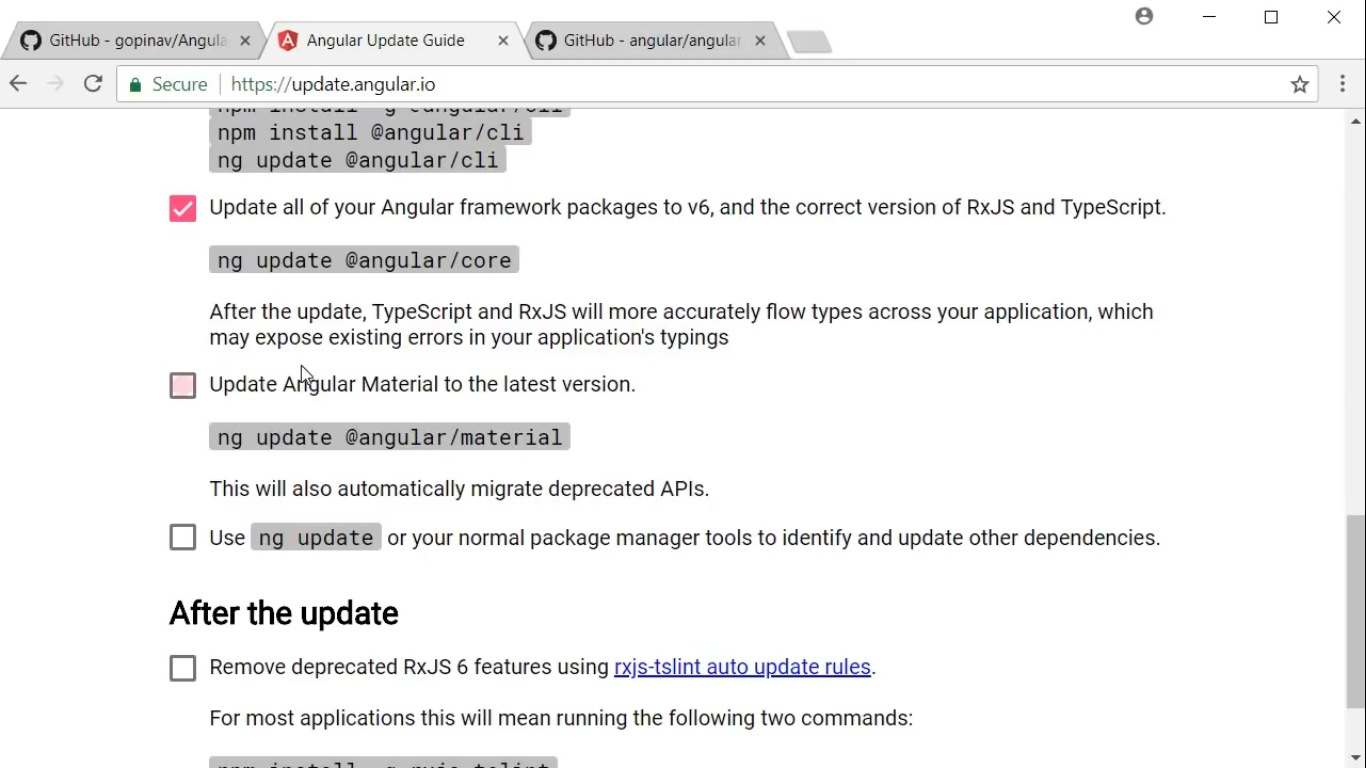 GitHub - gopinav/Angula
Angular Update Guide
GitHub - angular/angular
Secure https://update.angular.io
npm install @angular/cli
ng update @angular/cli
Update all of your Angular framework packages to v6, and the correct version of RxJS and TypeScript.
ng update @angular/core
After the update, TypeScript and RxJS will more accurately flow types across your application, which
may expose existing errors in your application's typings
Update Angular Material to the latest version.
ng update @angular/material
This will also automatically migrate deprecated APIs.
Use ng update or your normal package manager tools to identify and update other dependencies.
After the update
Remove deprecated RxJS 6 features using rxjs-tslint auto update rules.
For most applications this will mean running the following two commands: